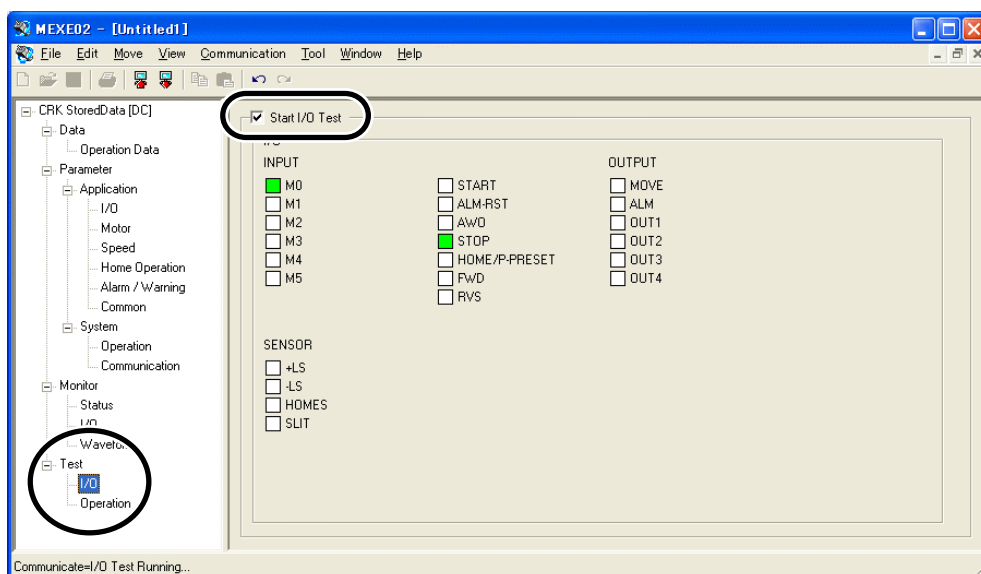 MEXE02 - [Untitled1]
File Edit Move View Communication Tool Window Help
CRK StoredData [DC]
Data
Operation Data
Parameter
Application
I/O
Motor
Speed
Home Operation
Alarm / Warning
Common
System
Operation
Communication
Monitor
Status
I/O
Test
I/O
Operation
Start I/O Test
INPUT
M0
M1
M2
M3
M4
M5
START
ALM-RST
AWO
STOP
HOME/P-PRESET
FWD
RVS
OUTPUT
MOVE
ALM
OUT1
OUT2
OUT3
OUT4
SENSOR
+LS
-LS
HOMES
SLIT
Communicate=I/O Test Running...